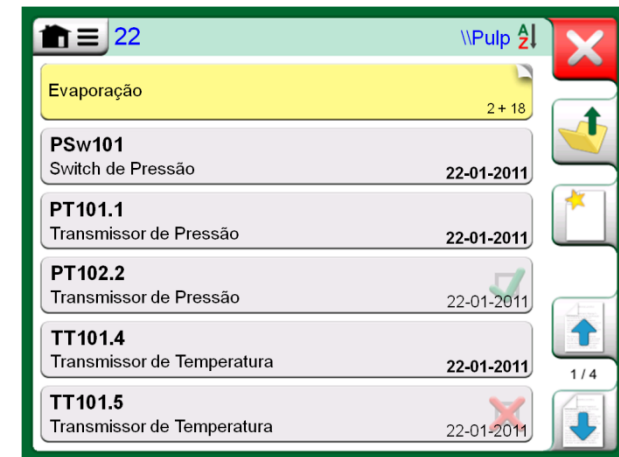 22
\\Pulp AZ
Evaporação
2 + 18
PSw101
Switch de Pressão
22-01-2011
PT101.1
Transmissor de Pressão
22-01-2011
PT102.2
Transmissor de Pressão
22-01-2011
TT101.4
Transmissor de Temperatura
22-01-2011
1 / 4
TT101.5
Transmissor de Temperatura
22-01-2011